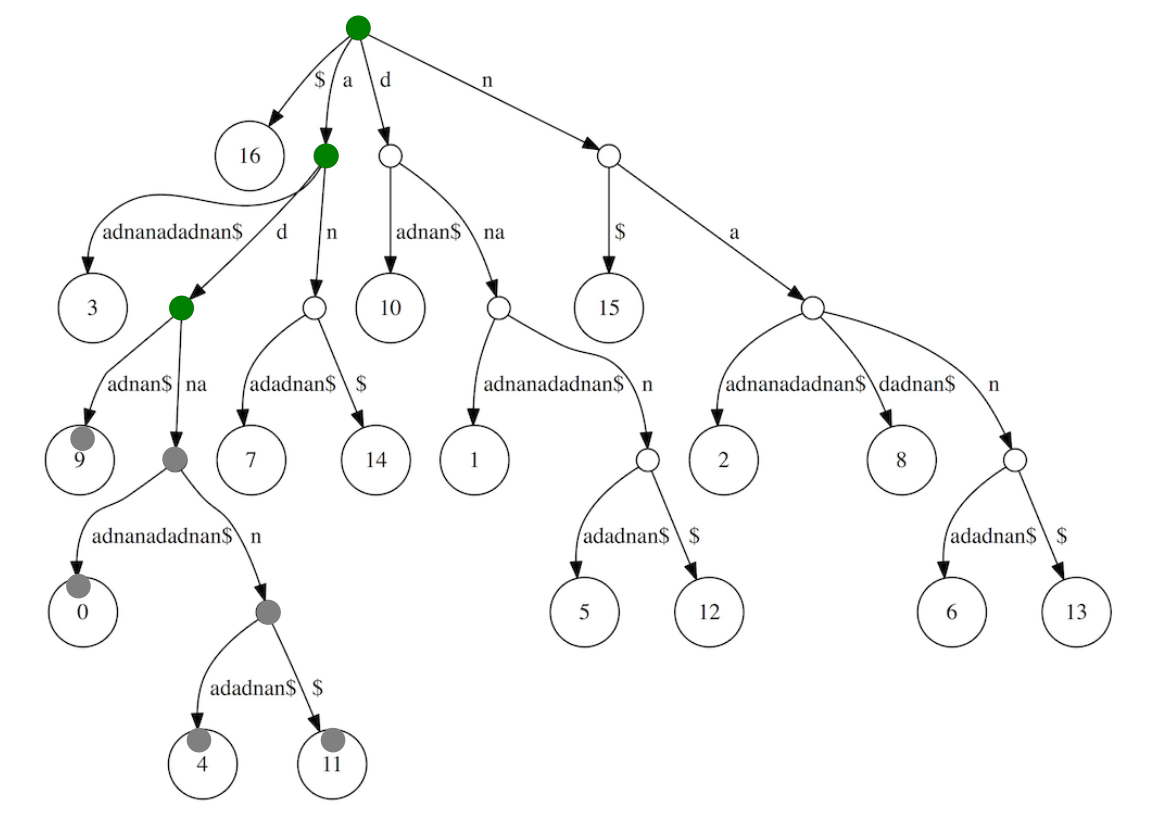 $ a d n
16
adnanadadnan$ d n adnan$ na $ a
3 10 15
adnan$ na adadnan$ $ adnanadadnan$ n adnanadadnan$ dadnan$ n
9 7 14 1 2 8
adnanadadnan$ n adadnan$ $ adadnan$ $
0 5 12 6 13
adadnan$ $
4 11